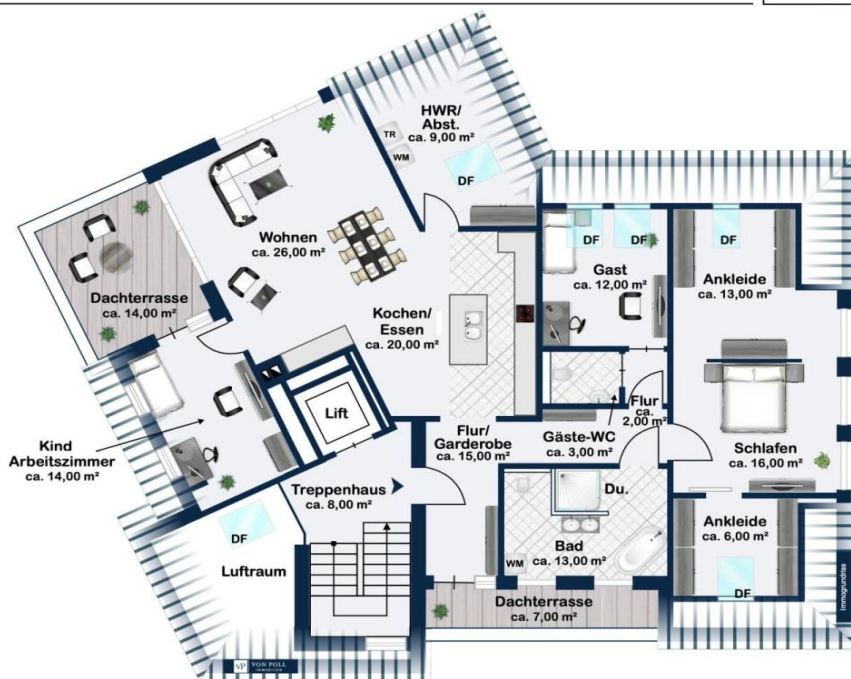 HWR/
Abst.
ca. 9,00 m²
TR
WM
DF
Wohnen
ca. 26,00 m²
DF
DF
DF
Gast
ca. 12,00 m²
Ankleide
ca. 13,00 m²
Dachterrasse
ca. 14,00 m²
Kochen/
Essen
ca. 20,00 m²
Lift
Flur
ca.
2,00 m²
Kind
Arbeitszimmer
ca. 14,00 m²
Flur/
Garderobe
ca. 15,00 m²
Gäste-WC
ca. 3,00 m²
Schlafen
ca. 16,00 m²
Treppenhaus
ca. 8,00 m²
Du.
DF
Luftraum
Bad
ca. 13,00 m²
WM
Ankleide
ca. 6,00 m²
DF
Dachterrasse
ca. 7,00 m²
Immogrundriss
VP VON POLL
IMMOBILIEN